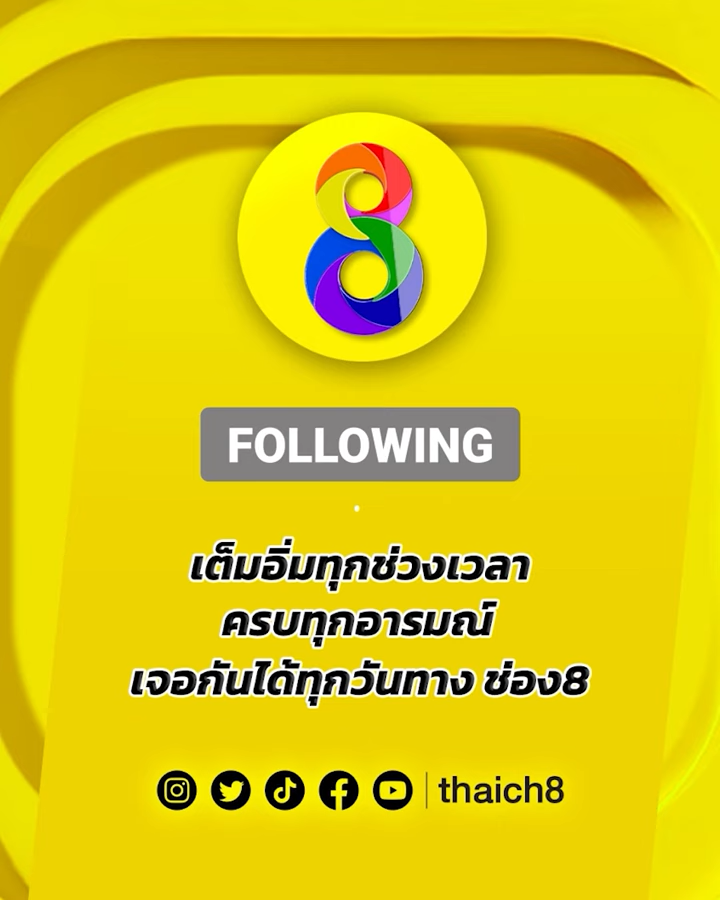 8
FOLLOWING
เต็มอิ่มทุกช่วงเวลา
ครบทุกอารมณ์
เจอกันได้ทุกวันทาง ช่อง8
thaich8